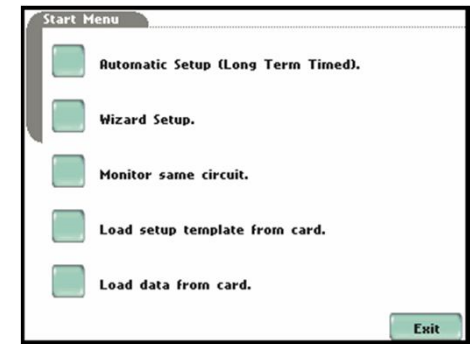 Start Menu
Automatic Setup (Long Term Timed).
Wizard Setup.
Monitor same circuit.
Load setup template from card.
Load data from card.
Exit